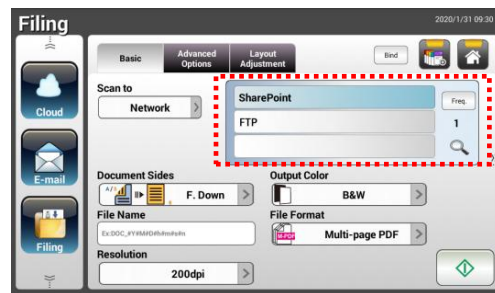 Filing
2020/1/31 09:30
Basic
Advanced Options
Layout Adjustment
Bind
Cloud
E-mail
Filing
Scan to
Network
SharePoint
FTP
Freq.
1
Document Sides
F. Down
Output Color
B&W
File Name
File Format
M-PDF
Multi-page PDF
Resolution
200dpi